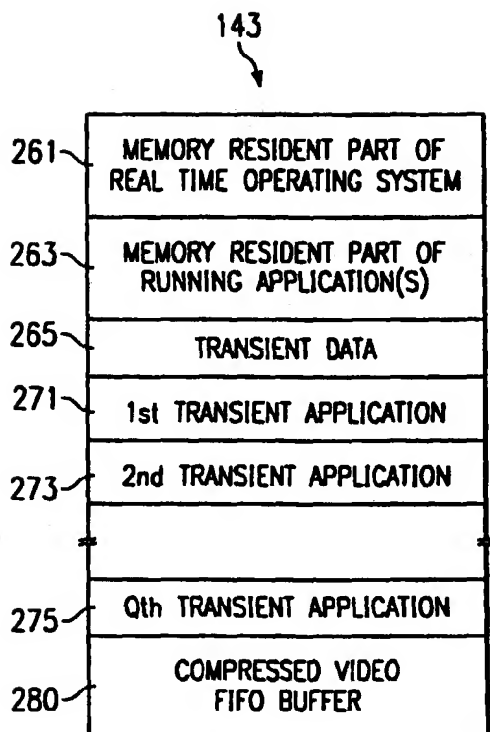 143
261
MEMORY RESIDENT PART OF
REAL TIME OPERATING SYSTEM
263
MEMORY RESIDENT PART OF
RUNNING APPLICATION(S)
265
TRANSIENT DATA
271
1st TRANSIENT APPLICATION
273
2nd TRANSIENT APPLICATION
275
Qth TRANSIENT APPLICATION
280
COMPRESSED VIDEO
FIFO BUFFER